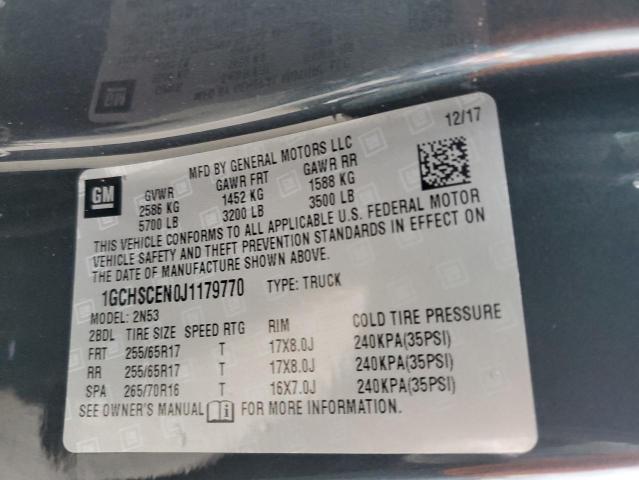 12/17
MFD BY GENERAL MOTORS LLC
GM
GVWR GAWR FRT GAWR RR
2586 KG 1452 KG 1588 KG
5700 LB 3200 LB 3500 LB
THIS VEHICLE CONFORMS TO ALL APPLICABLE U.S. FEDERAL MOTOR
VEHICLE SAFETY AND THEFT PREVENTION STANDARDS IN EFFECT ON
THE DATE OF MANUFACTURE SHOWN ABOVE.
1GCHSCEN0J1179770 TYPE: TRUCK
MODEL: 2N53
2BDL TIRE SIZE SPEED RTG RIM COLD TIRE PRESSURE
FRT 255/65R17 T 17X8.0J 240KPA(35PSI)
RR 255/65R17 T 17X8.0J 240KPA(35PSI)
SPA 265/70R16 T 16X7.0J 240KPA(35PSI)
SEE OWNER'S MANUAL FOR MORE INFORMATION.